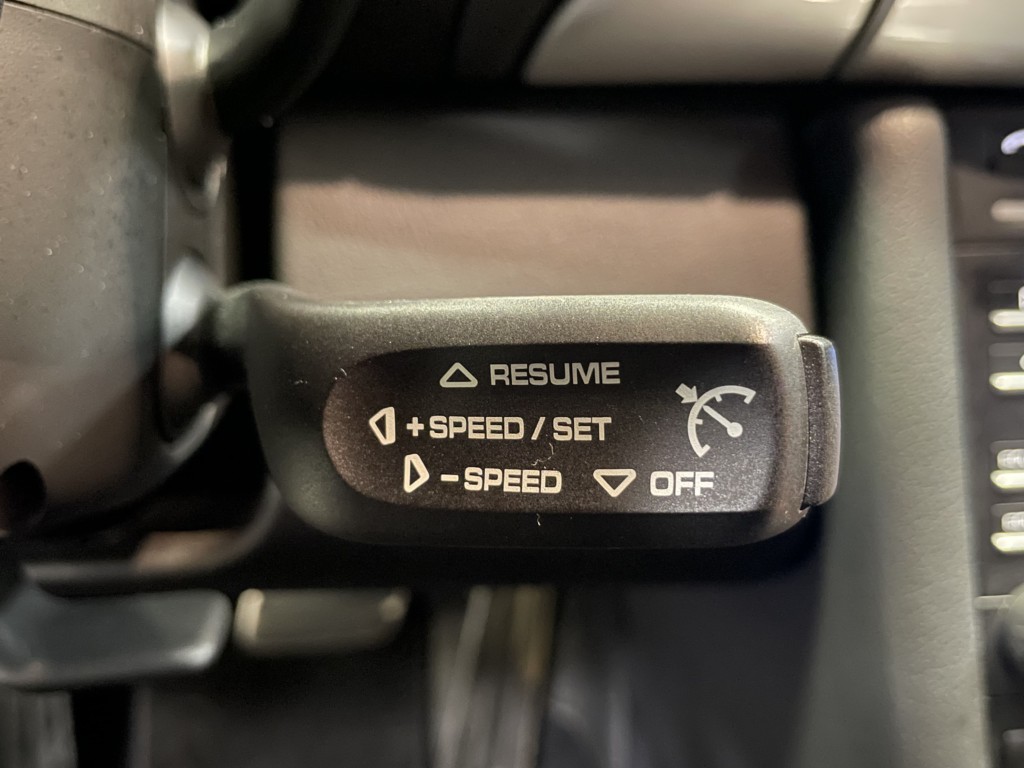 RESUME
+SPEED / SET
-SPEED OFF